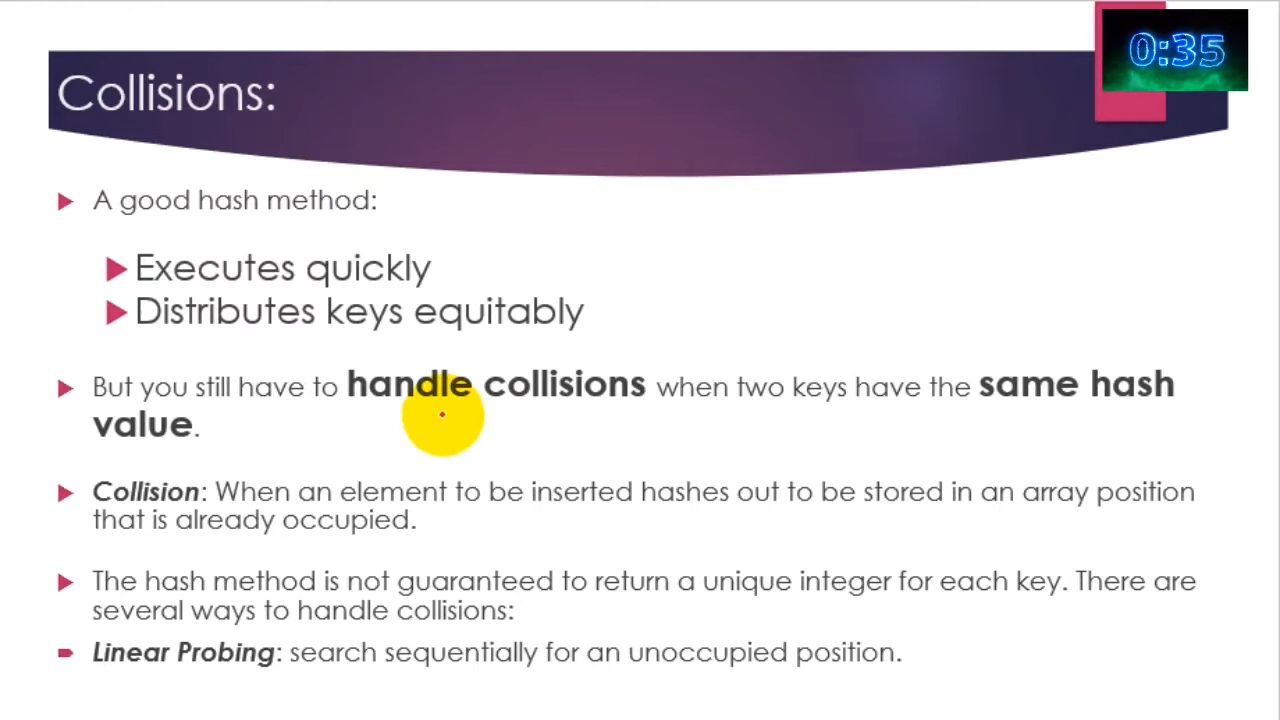 0:35
Collisions:
A good hash method:
Executes quickly
Distributes keys equitably
But you still have to handle collisions when two keys have the same hash
value.
Collision: When an element to be inserted hashes out to be stored in an array position
that is already occupied.
The hash method is not guaranteed to return a unique integer for each key. There are
several ways to handle collisions:
Linear Probing: search sequentially for an unoccupied position.